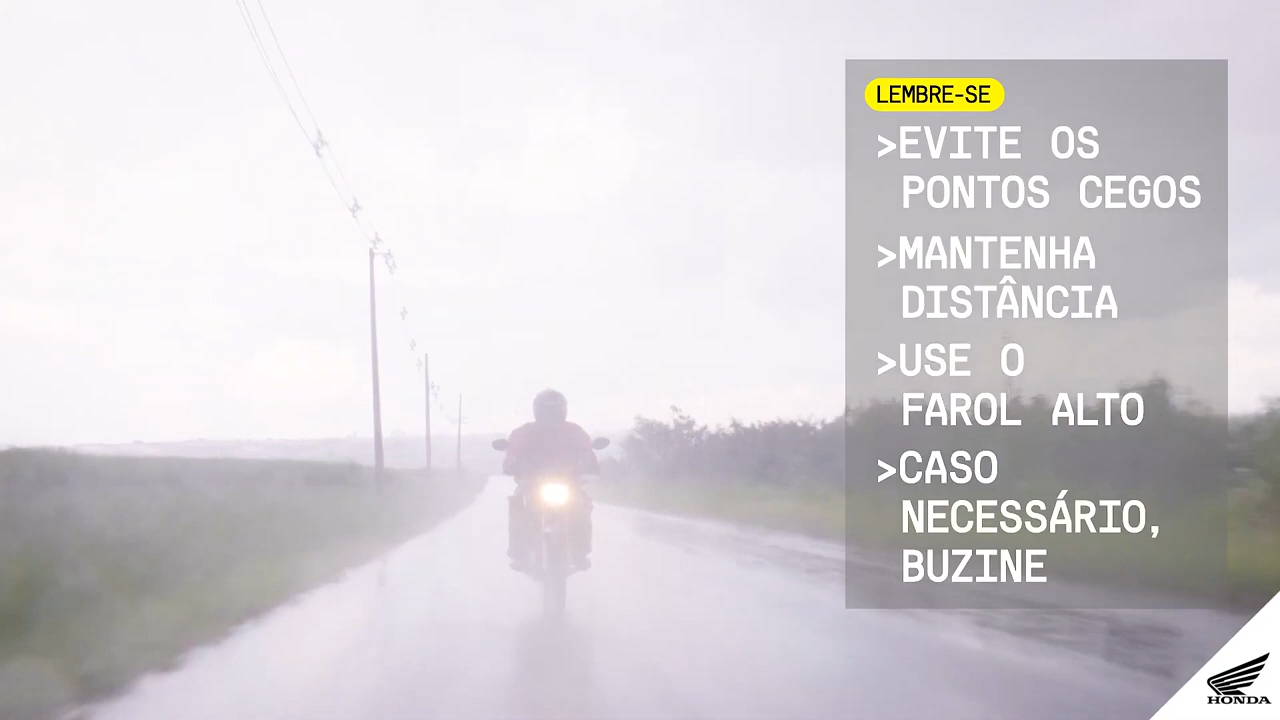 LEMBRE-SE
>EVITE OS
PONTOS CEGOS
>MANTENHA
DISTÂNCIA
>USE O
FAROL ALTO
>CASO
NECESSÁRIO,
BUZINE
HONDA